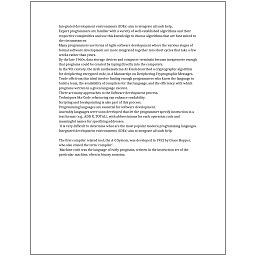 Integrated development environments (IDEs) aim to integrate all such help.
Expert programmers are familiar with a variety of well-established algorithms and their
respective complexities and use this knowledge to choose algorithms that are best suited to
the circumstances.
Many programmers use forms of Agile software development where the various stages of
formal software development are more integrated together into short cycles that take a few
weeks rather than years.
By the late 1960s, data storage devices and computer terminals became inexpensive enough
that programs could be created by typing directly into the computers.
In the 9th century, the Arab mathematician Al-Kindi described a cryptographic algorithm
for deciphering encrypted code, in A Manuscript on Deciphering Cryptographic Messages.
Trade-offs from this ideal involve finding enough programmers who know the language to
build a team, the availability of compilers for that language, and the efficiency with which
programs written in a given language execute.
There are many approaches to the Software development process.
Techniques like Code refactoring can enhance readability.
Scripting and breakpointing is also part of this process.
Programming languages are essential for software development.
Assembly languages were soon developed that let the programmer specify instruction in a
text format (e.g., ADD X, TOTAL), with abbreviations for each operation code and
meaningful names for specifying addresses.
It is very difficult to determine what are the most popular modern programming languages.
Integrated development environments (IDEs) aim to integrate all such help.
The first compiler related tool, the A-0 System, was developed in 1952 by Grace Hopper,
who also coined the term 'compiler'.
Machine code was the language of early programs, written in the instruction set of the
particular machine, often in binary notation.